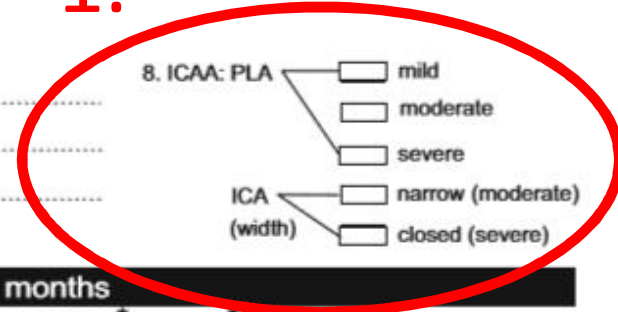 1.
8. ICAA: PLA mild
moderate
severe
ICA narrow (moderate)
(width) closed (severe)
months